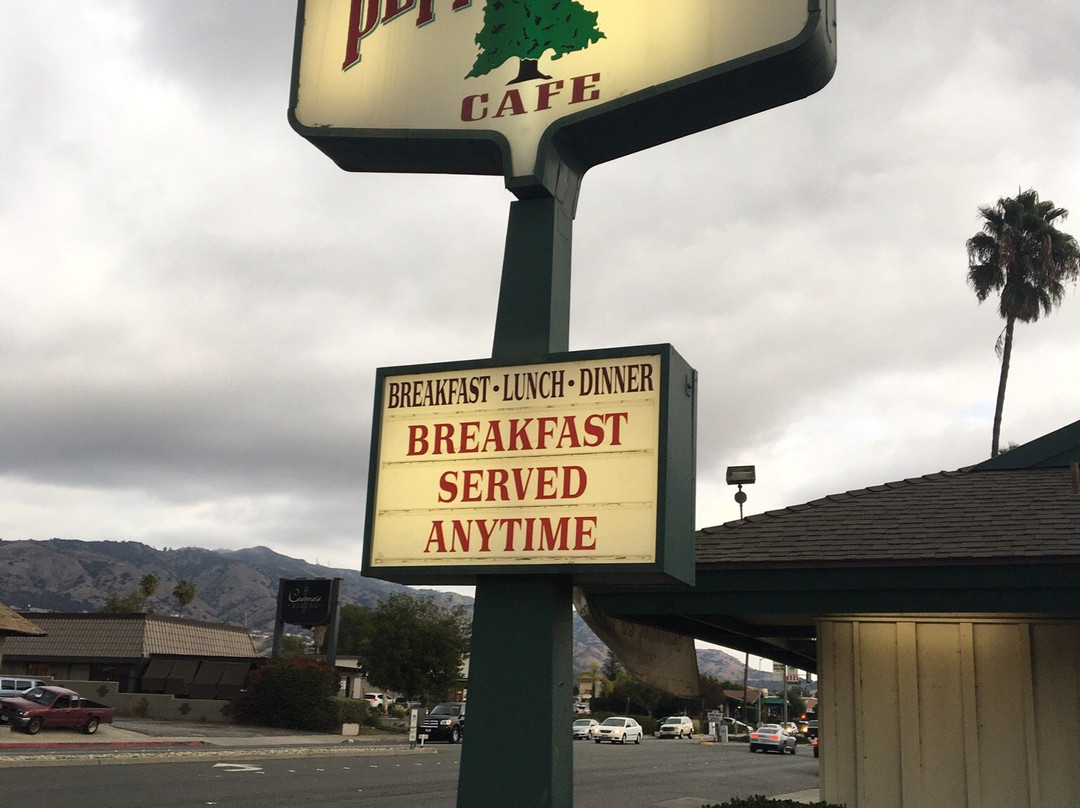 CAFE
BREAKFAST · LUNCH · DINNER
BREAKFAST
SERVED
ANYTIME